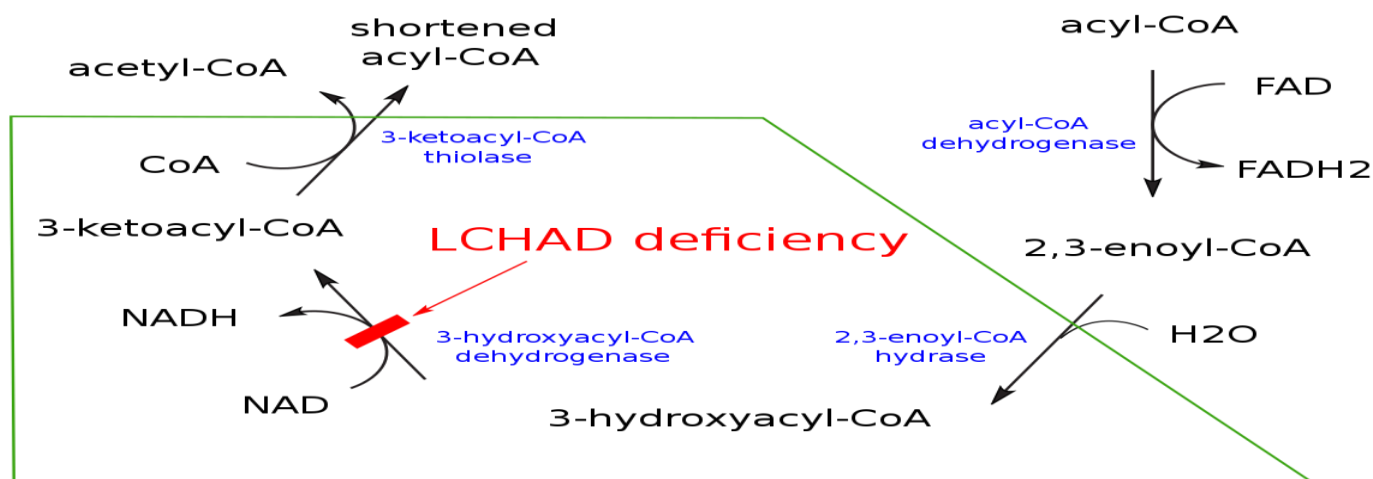 shortened
acyl-CoA
acetyl-CoA
acyl-CoA
FAD
acyl-CoA
dehydrogenase
FADH2
3-ketoacyl-CoA
thiolase
CoA
3-ketoacyl-CoA
LCHAD deficiency
2,3-enoyl-CoA
NADH
3-hydroxyacyl-CoA
dehydrogenase
2,3-enoyl-CoA
hydrase
H2O
NAD
3-hydroxyacyl-CoA